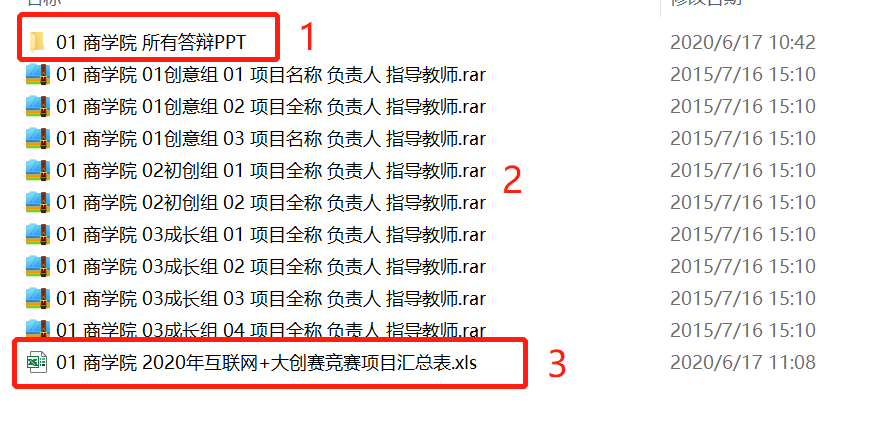 名称 修改日期
01 商学院 所有答辩PPT 1 2020/6/17 10:42
01 商学院 01创意组 01 项目名称 负责人 指导教师.rar 2015/7/16 15:10
01 商学院 01创意组 02 项目全称 负责人 指导教师.rar 2015/7/16 15:10
01 商学院 01创意组 03 项目名称 负责人 指导教师.rar 2015/7/16 15:10
01 商学院 02初创组 01 项目全称 负责人 指导教师.rar 2 2015/7/16 15:10
01 商学院 02初创组 02 项目全称 负责人 指导教师.rar 2015/7/16 15:10
01 商学院 03成长组 01 项目全称 负责人 指导教师.rar 2015/7/16 15:10
01 商学院 03成长组 02 项目全称 负责人 指导教师.rar 2015/7/16 15:10
01 商学院 03成长组 03 项目全称 负责人 指导教师.rar 2015/7/16 15:10
01 商学院 03成长组 04 项目全称 负责人 指导教师.rar 2015/7/16 15:10
01 商学院 2020年互联网+大创赛竞赛项目汇总表.xls 3 2020/6/17 11:08